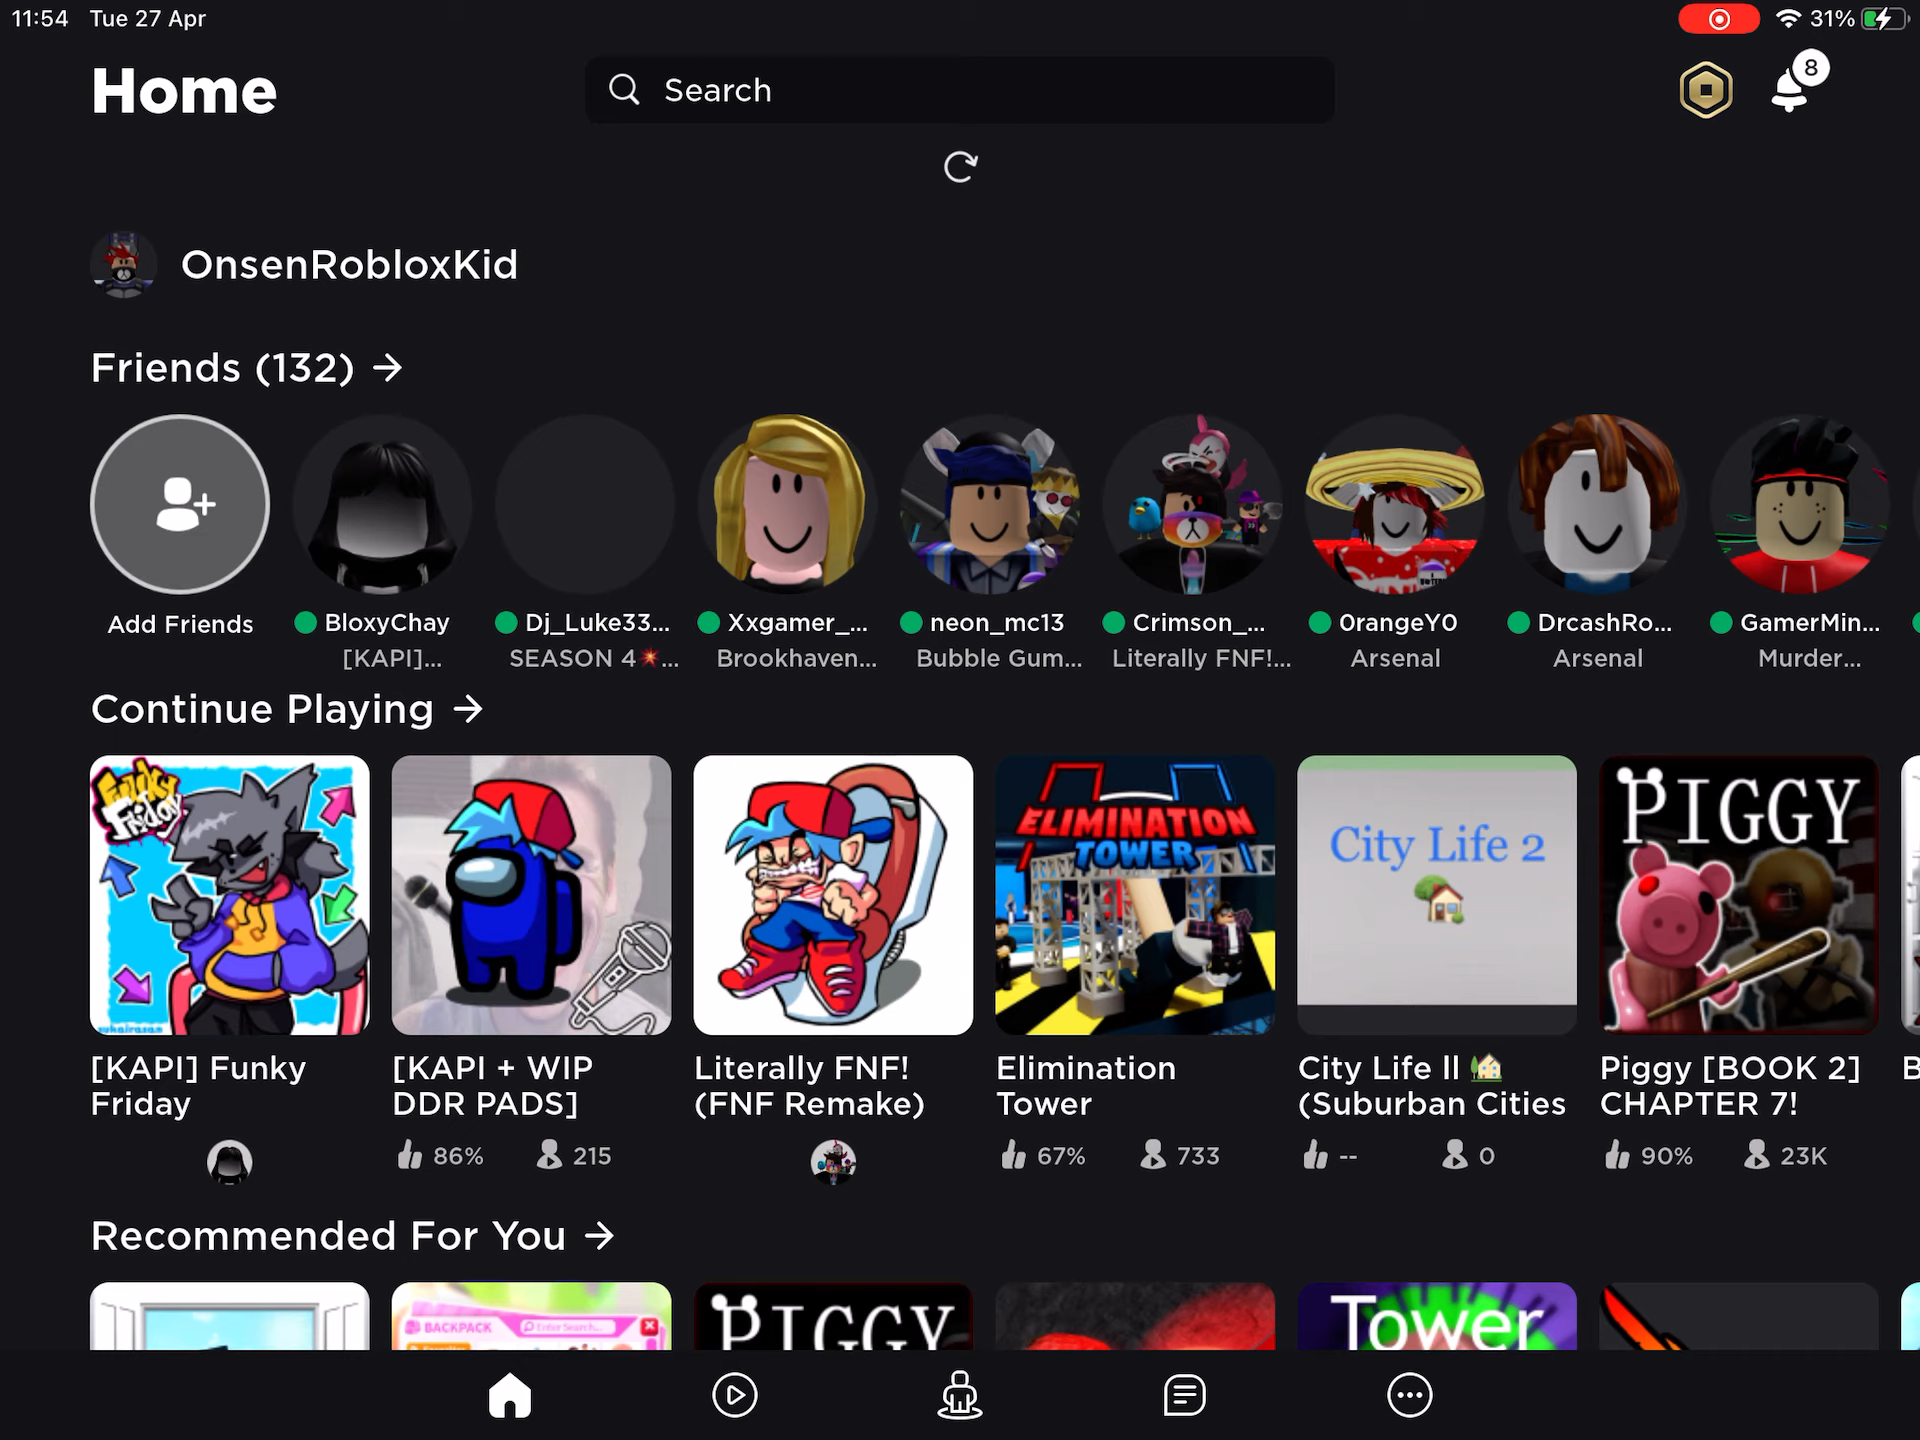 11:54 Tue 27 Apr
31%
Home
Search
8
OnsenRobloxKid
Friends (132) →
Add Friends
BloxyChay
[KAPI]...
Dj_Luke33...
SEASON 4💥...
Xxgamer_...
Brookhaven...
neon_mc13
Bubble Gum...
Crimson_...
Literally FNF!...
0rangeY0
Arsenal
DrcashRo...
Arsenal
GamerMin...
Murder...
Continue Playing →
Funky
Friday
ELIMINATION
TOWER
City Life 2
PIGGY
[KAPI] Funky
Friday
[KAPI + WIP
DDR PADS]
86% 215
Literally FNF!
(FNF Remake)
Elimination
Tower
67% 733
City Life ll 🏡
(Suburban Cities
-- 0
Piggy [BOOK 2]
CHAPTER 7!
90% 23K
B
Recommended For You →
BACKPACK
Enter Search...
PIGGY
Tower